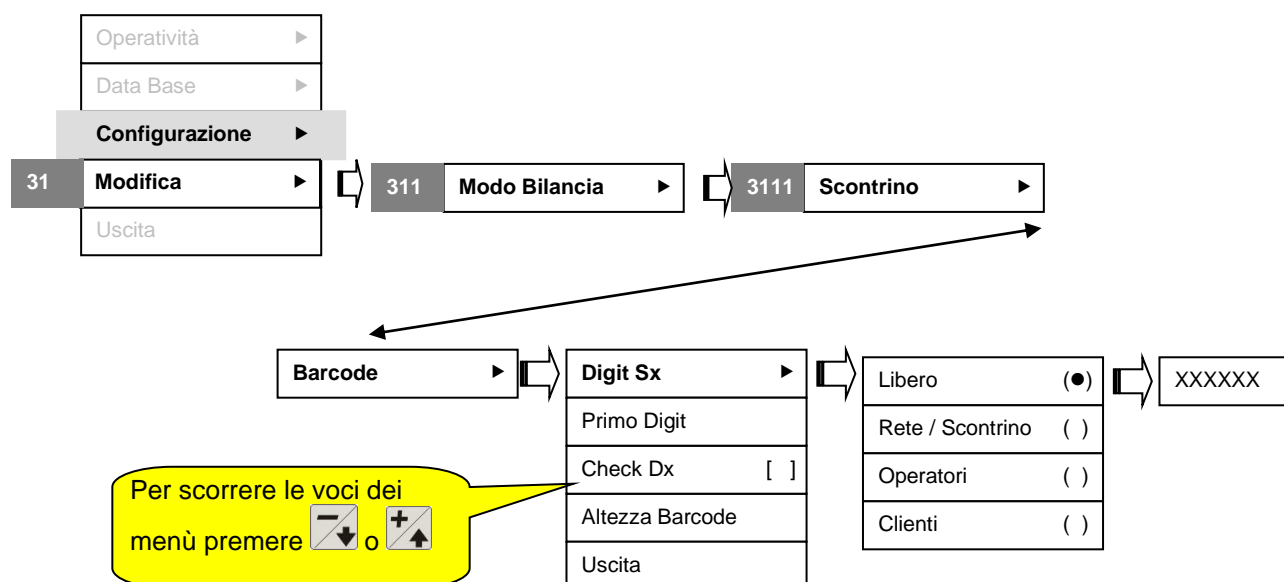 Operatività ►
Data Base ►
Configurazione ►
31 Modifica ►
311 Modo Bilancia ►
3111 Scontrino ►
Uscita
Barcode ►
Digit Sx ►
Primo Digit
Check Dx [ ]
Altezza Barcode
Uscita
Libero (●)
Rete / Scontrino ( )
Operatori ( )
Clienti ( )
XXXXXX
Per scorrere le voci dei
menù premere - o +